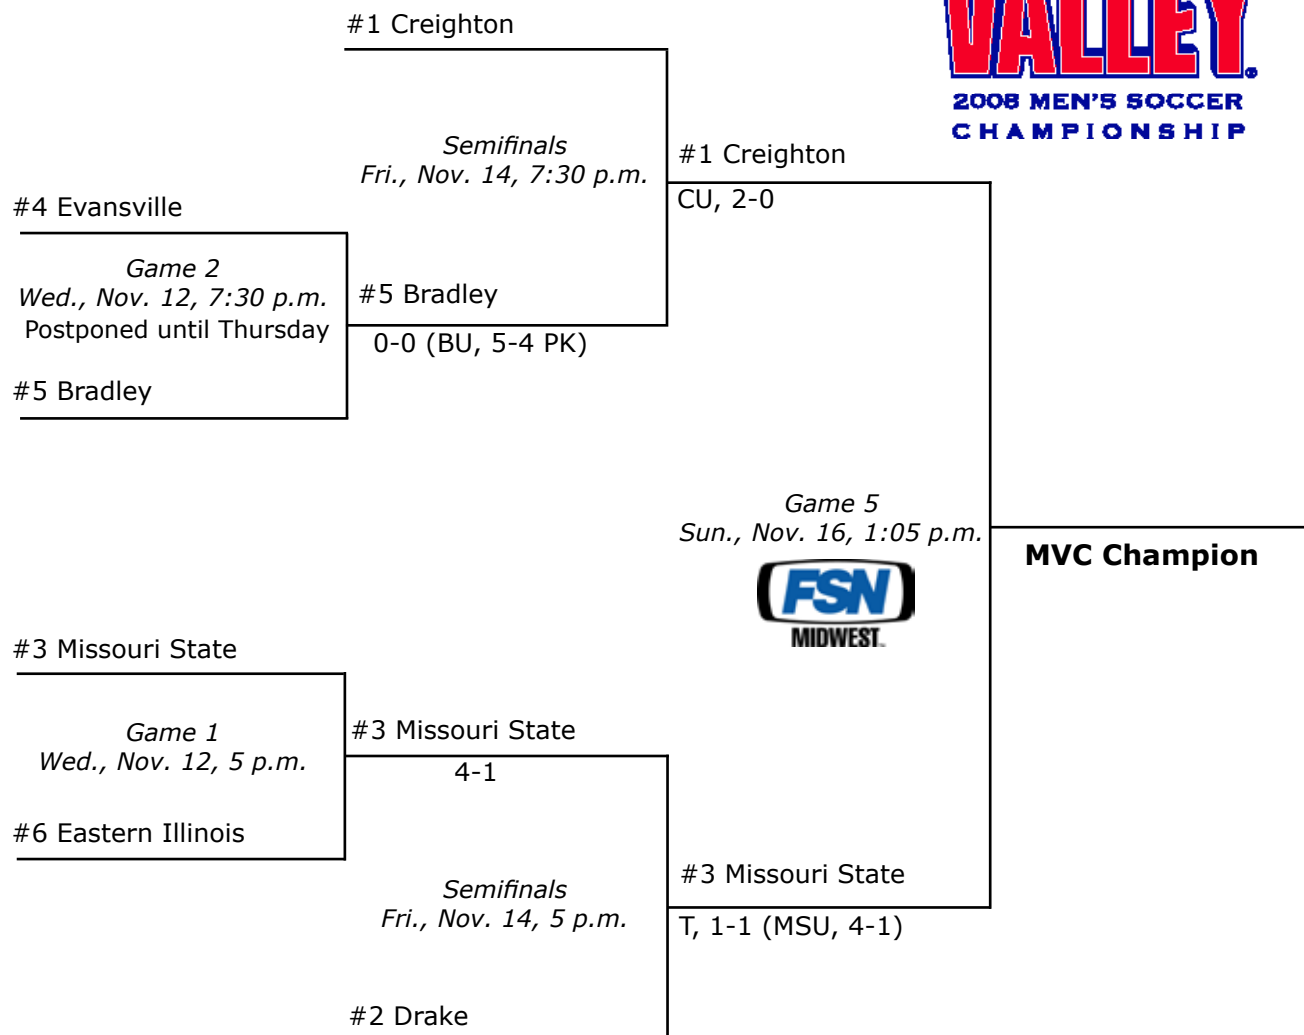 VALLEY®
2008 MEN'S SOCCER
CHAMPIONSHIP
#1 Creighton
Semifinals
Fri., Nov. 14, 7:30 p.m.
#1 Creighton
CU, 2-0
#4 Evansville
Game 2
Wed., Nov. 12, 7:30 p.m.
Postponed until Thursday
#5 Bradley
0-0 (BU, 5-4 PK)
#5 Bradley
Game 5
Sun., Nov. 16, 1:05 p.m.
FSN
MIDWEST
MVC Champion
#3 Missouri State
Game 1
Wed., Nov. 12, 5 p.m.
#3 Missouri State
4-1
#6 Eastern Illinois
Semifinals
Fri., Nov. 14, 5 p.m.
#3 Missouri State
T, 1-1 (MSU, 4-1)
#2 Drake